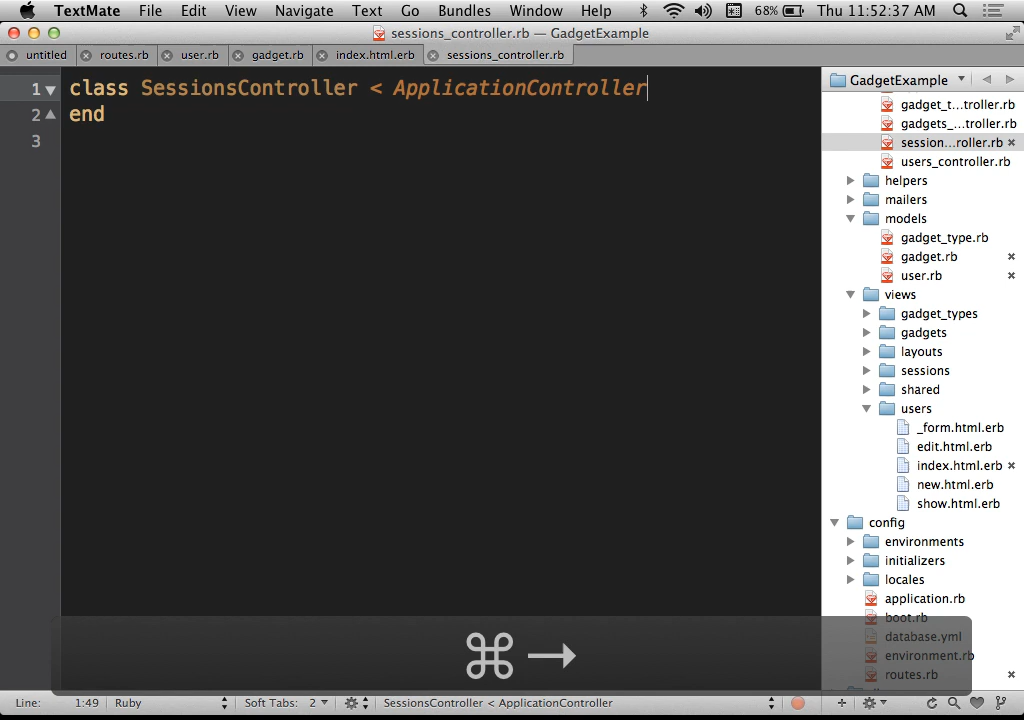 TextMate File Edit View Navigate Text Go Bundles Window Help 68% Thu 11:52:37 AM
sessions_controller.rb — GadgetExample
untitled routes.rb user.rb gadget.rb index.html.erb sessions_controller.rb
1 class SessionsController < ApplicationController
2 end
3
GadgetExample
gadget_t...troller.rb
gadgets_...troller.rb
session...roller.rb
users_controller.rb
helpers
mailers
models
gadget_type.rb
gadget.rb
user.rb
views
gadget_types
gadgets
layouts
sessions
shared
users
_form.html.erb
edit.html.erb
index.html.erb
new.html.erb
show.html.erb
config
environments
initializers
locales
application.rb
boot.rb
database.yml
environment.rb
routes.rb
⌘ →
Line: 1:49 Ruby Soft Tabs: 2 SessionsController < ApplicationController